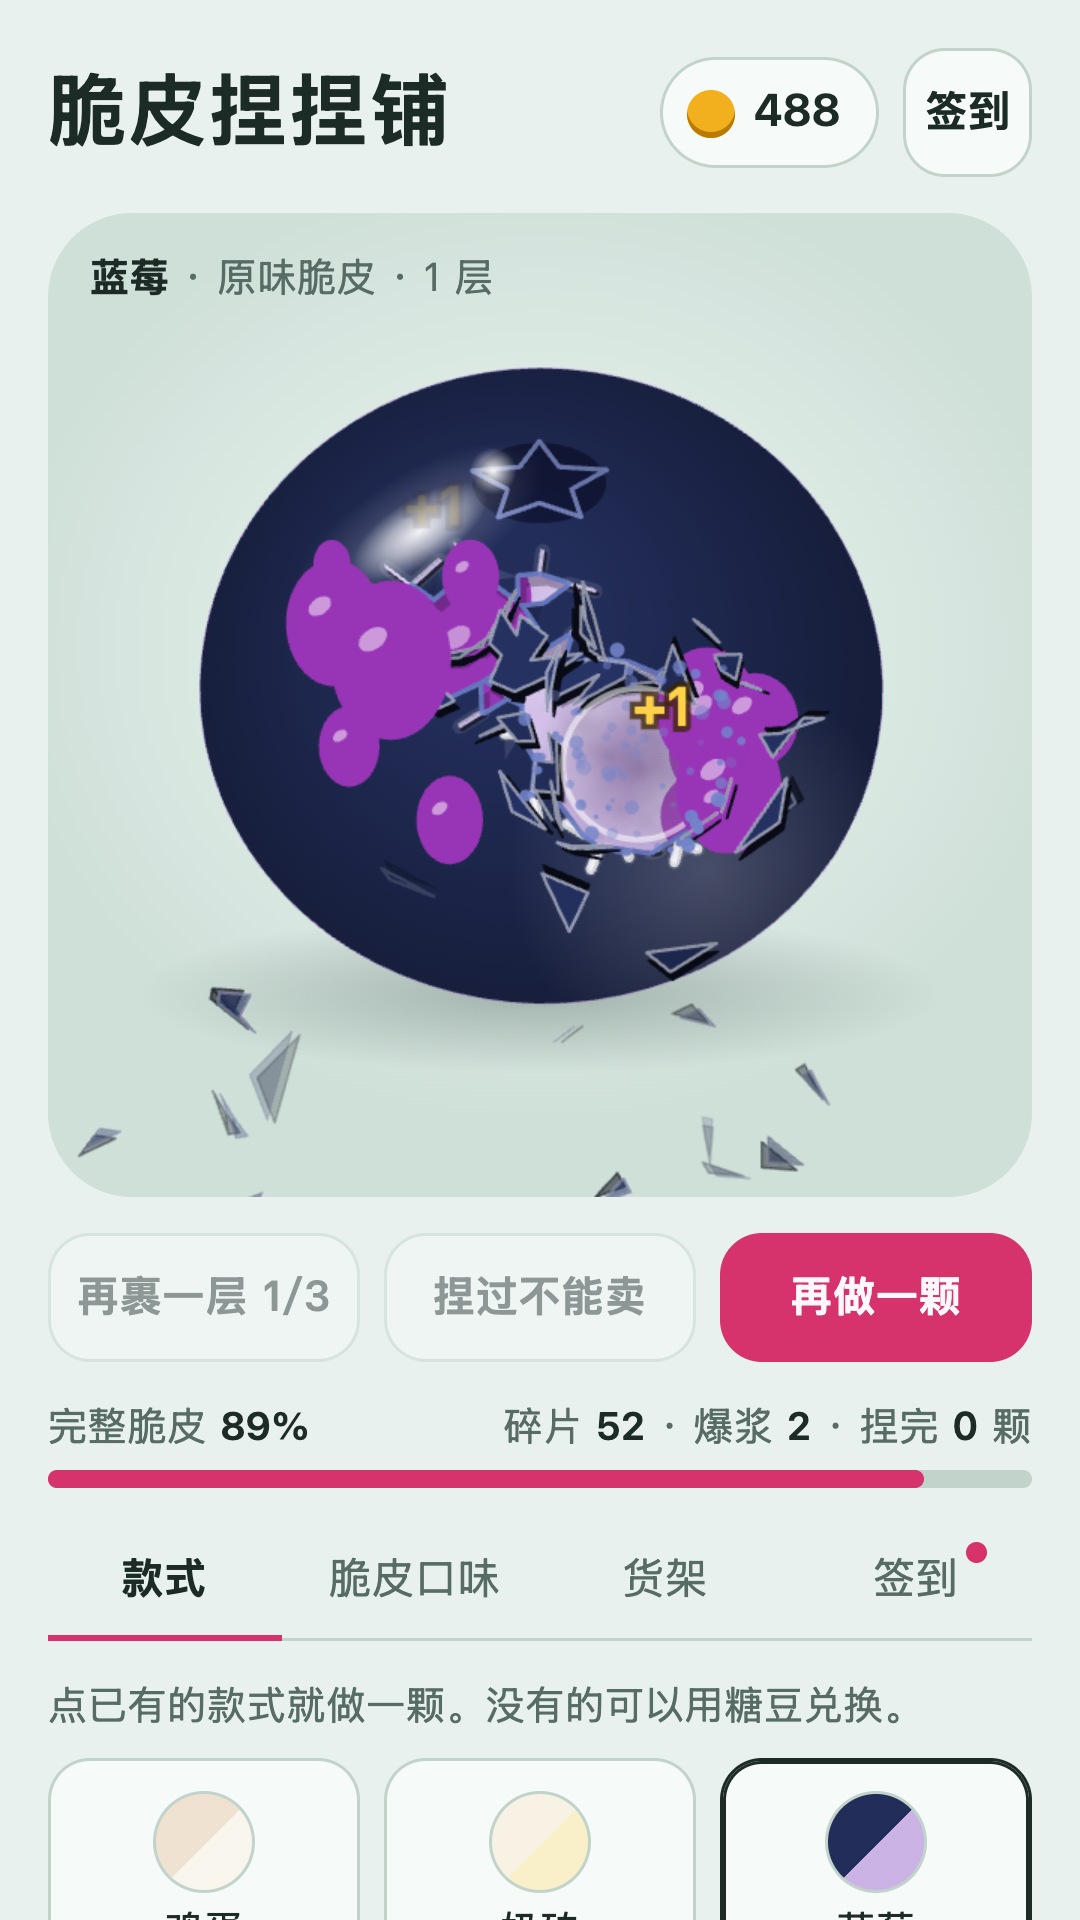 脆皮捏捏铺
488
签到
蓝莓 · 原味脆皮 · 1 层
+1
+1
再裹一层 1/3
捏过不能卖
再做一颗
完整脆皮 89%
碎片 52 · 爆浆 2 · 捏完 0 颗
款式
脆皮口味
货架
签到
点已有的款式就做一颗。没有的可以用糖豆兑换。